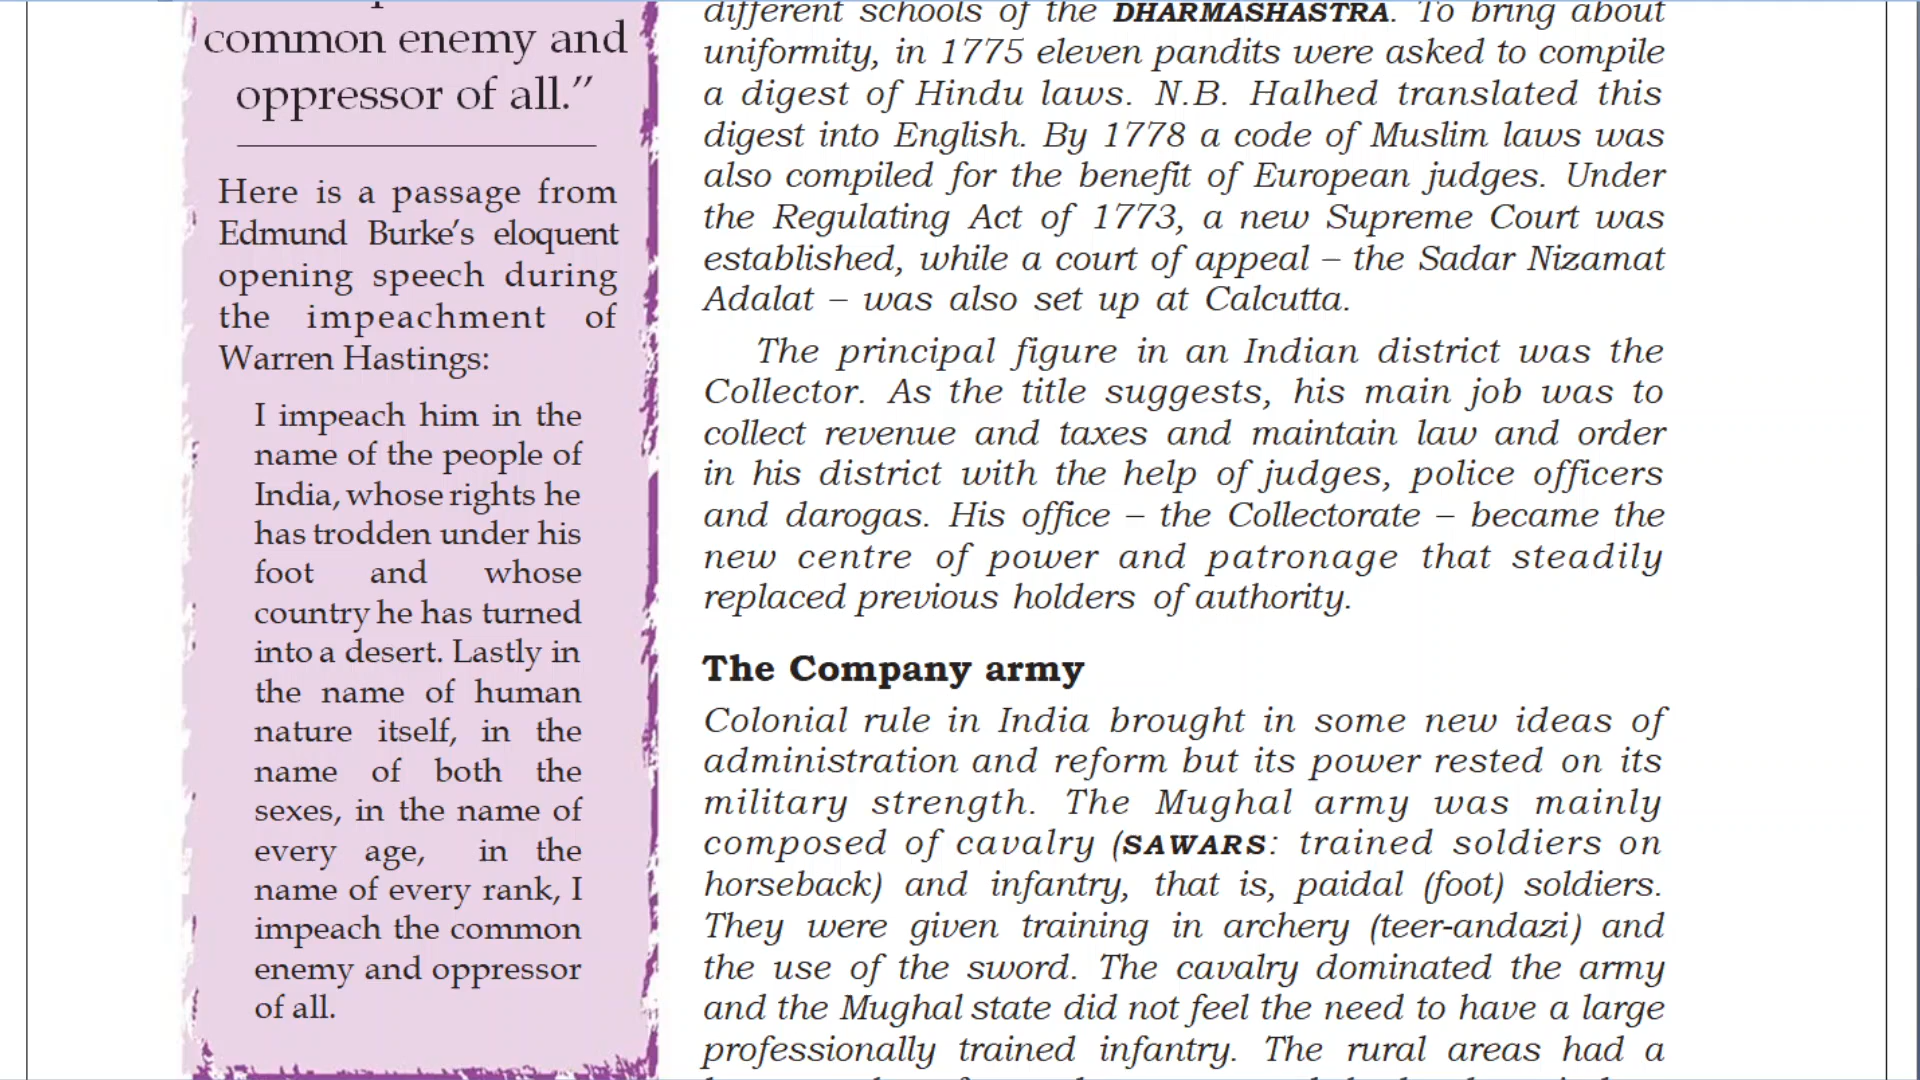 common enemy and
oppressor of all.”
Here is a passage from
Edmund Burke’s eloquent
opening speech during
the impeachment of
Warren Hastings:
I impeach him in the
name of the people of
India, whose rights he
has trodden under his
foot and whose
country he has turned
into a desert. Lastly in
the name of human
nature itself, in the
name of both the
sexes, in the name of
every age, in the
name of every rank, I
impeach the common
enemy and oppressor
of all.
different schools of the DHARMASHASTRA. To bring about
uniformity, in 1775 eleven pandits were asked to compile
a digest of Hindu laws. N.B. Halhed translated this
digest into English. By 1778 a code of Muslim laws was
also compiled for the benefit of European judges. Under
the Regulating Act of 1773, a new Supreme Court was
established, while a court of appeal – the Sadar Nizamat
Adalat – was also set up at Calcutta.
The principal figure in an Indian district was the
Collector. As the title suggests, his main job was to
collect revenue and taxes and maintain law and order
in his district with the help of judges, police officers
and darogas. His office – the Collectorate – became the
new centre of power and patronage that steadily
replaced previous holders of authority.
The Company army
Colonial rule in India brought in some new ideas of
administration and reform but its power rested on its
military strength. The Mughal army was mainly
composed of cavalry (SAWARS: trained soldiers on
horseback) and infantry, that is, paidal (foot) soldiers.
They were given training in archery (teer-andazi) and
the use of the sword. The cavalry dominated the army
and the Mughal state did not feel the need to have a large
professionally trained infantry. The rural areas had a